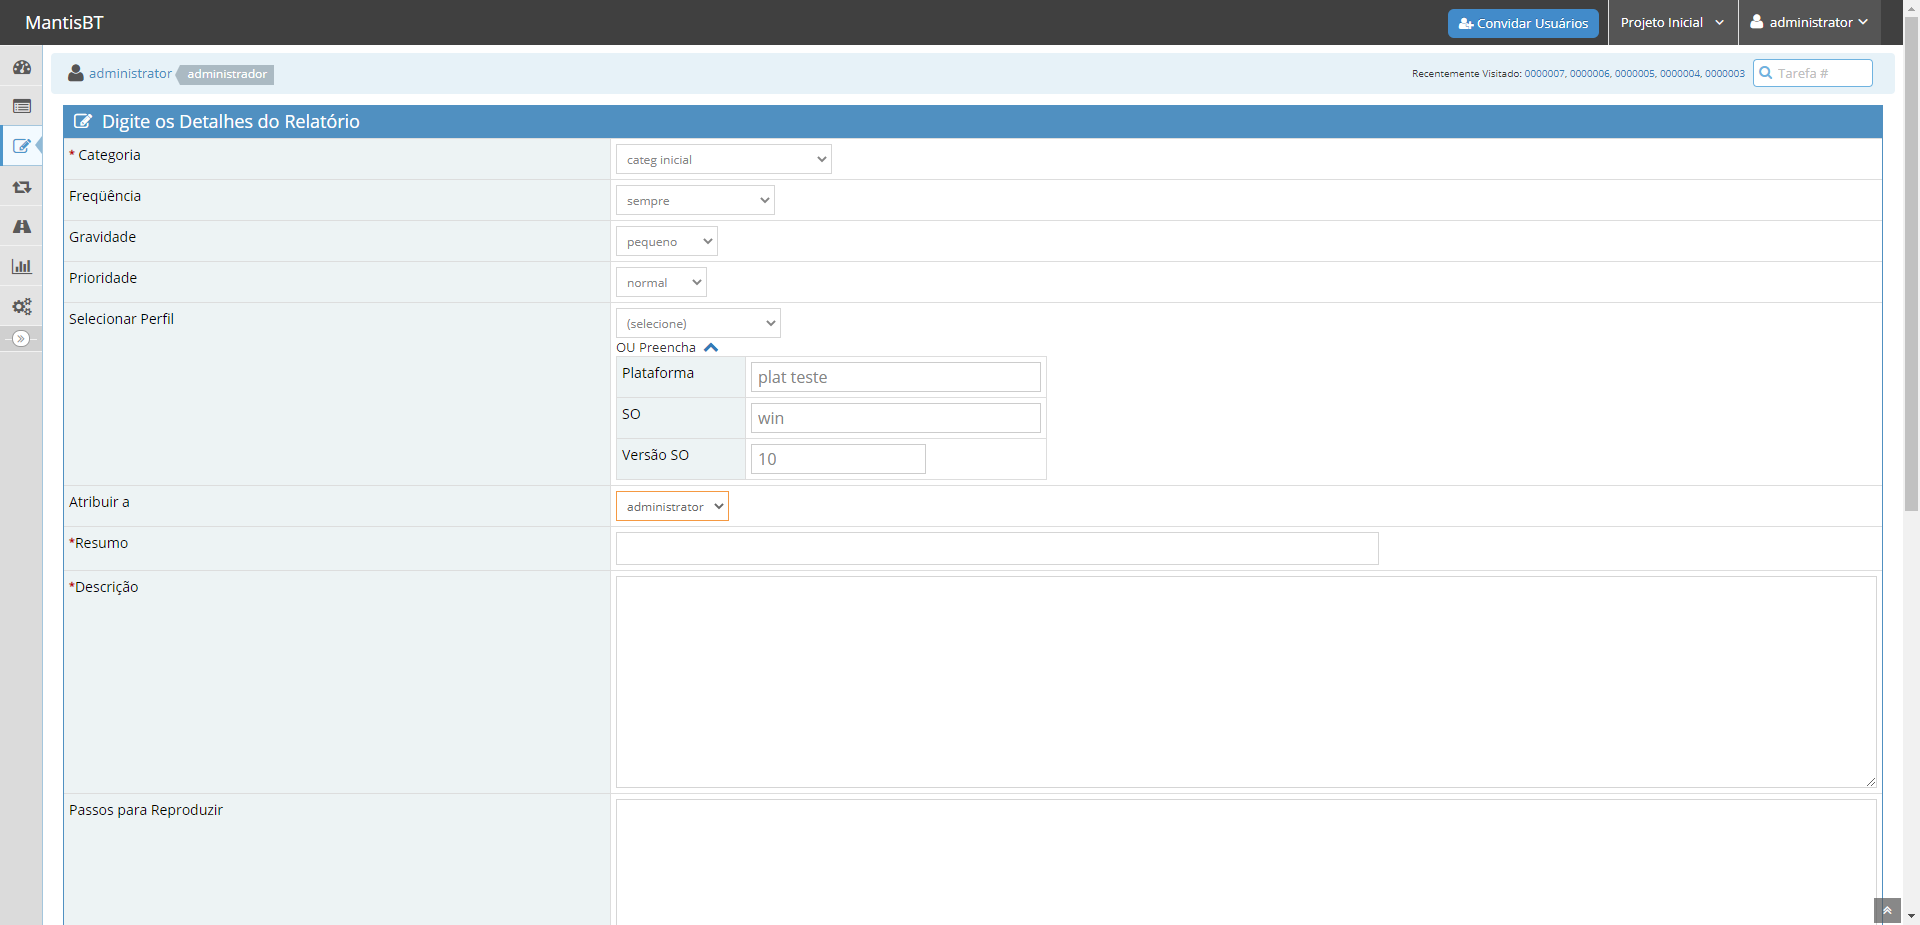 MantisBT
Convidar Usuários
Projeto Inicial
administrator
administrator
administrador
Recentemente Visitado: 0000007, 0000006, 0000005, 0000004, 0000003
Tarefa #
Digite os Detalhes do Relatório
* Categoria
categ inicial
Freqüência
sempre
Gravidade
pequeno
Prioridade
normal
Selecionar Perfil
(selecione)
OU Preencha
Plataforma
plat teste
SO
win
Versão SO
10
Atribuir a
administrator
*Resumo
*Descrição
Passos para Reproduzir